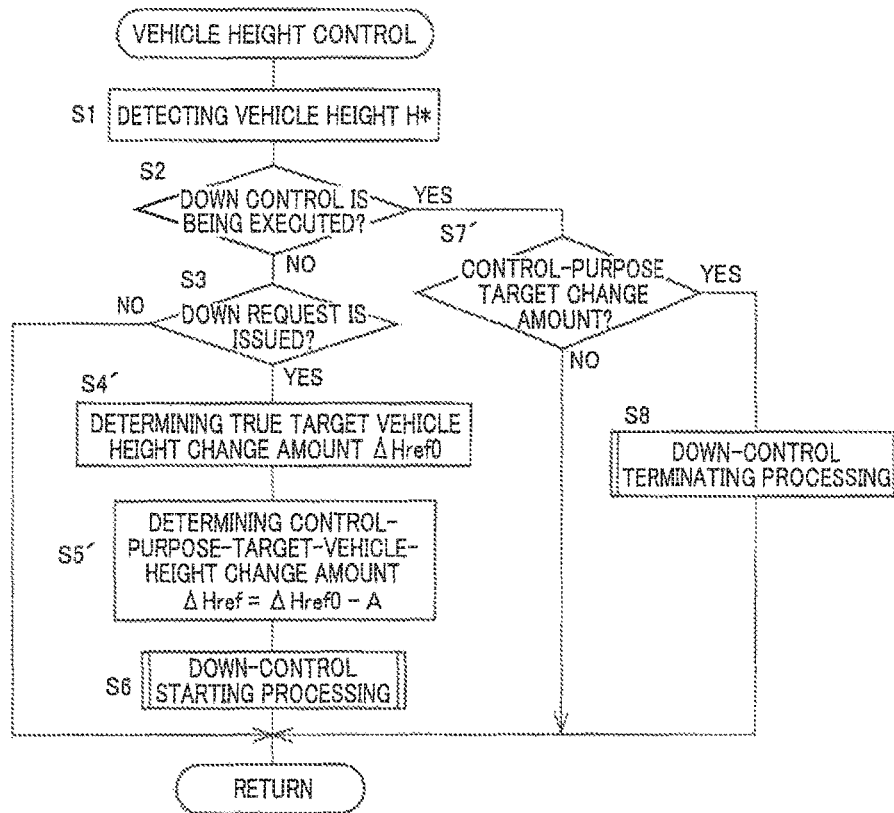 VEHICLE HEIGHT CONTROL
S1
DETECTING VEHICLE HEIGHT H*
S2
DOWN CONTROL IS
BEING EXECUTED?
YES
NO
S7´
CONTROL-PURPOSE
TARGET CHANGE
AMOUNT?
YES
NO
S3
NO
DOWN REQUEST IS
ISSUED?
YES
S4´
DETERMINING TRUE TARGET VEHICLE
HEIGHT CHANGE AMOUNT ΔHref0
S8
DOWN-CONTROL
TERMINATING PROCESSING
S5´
DETERMINING CONTROL-
PURPOSE-TARGET-VEHICLE-
HEIGHT CHANGE AMOUNT
ΔHref = ΔHref0 - A
S6
DOWN-CONTROL
STARTING PROCESSING
RETURN